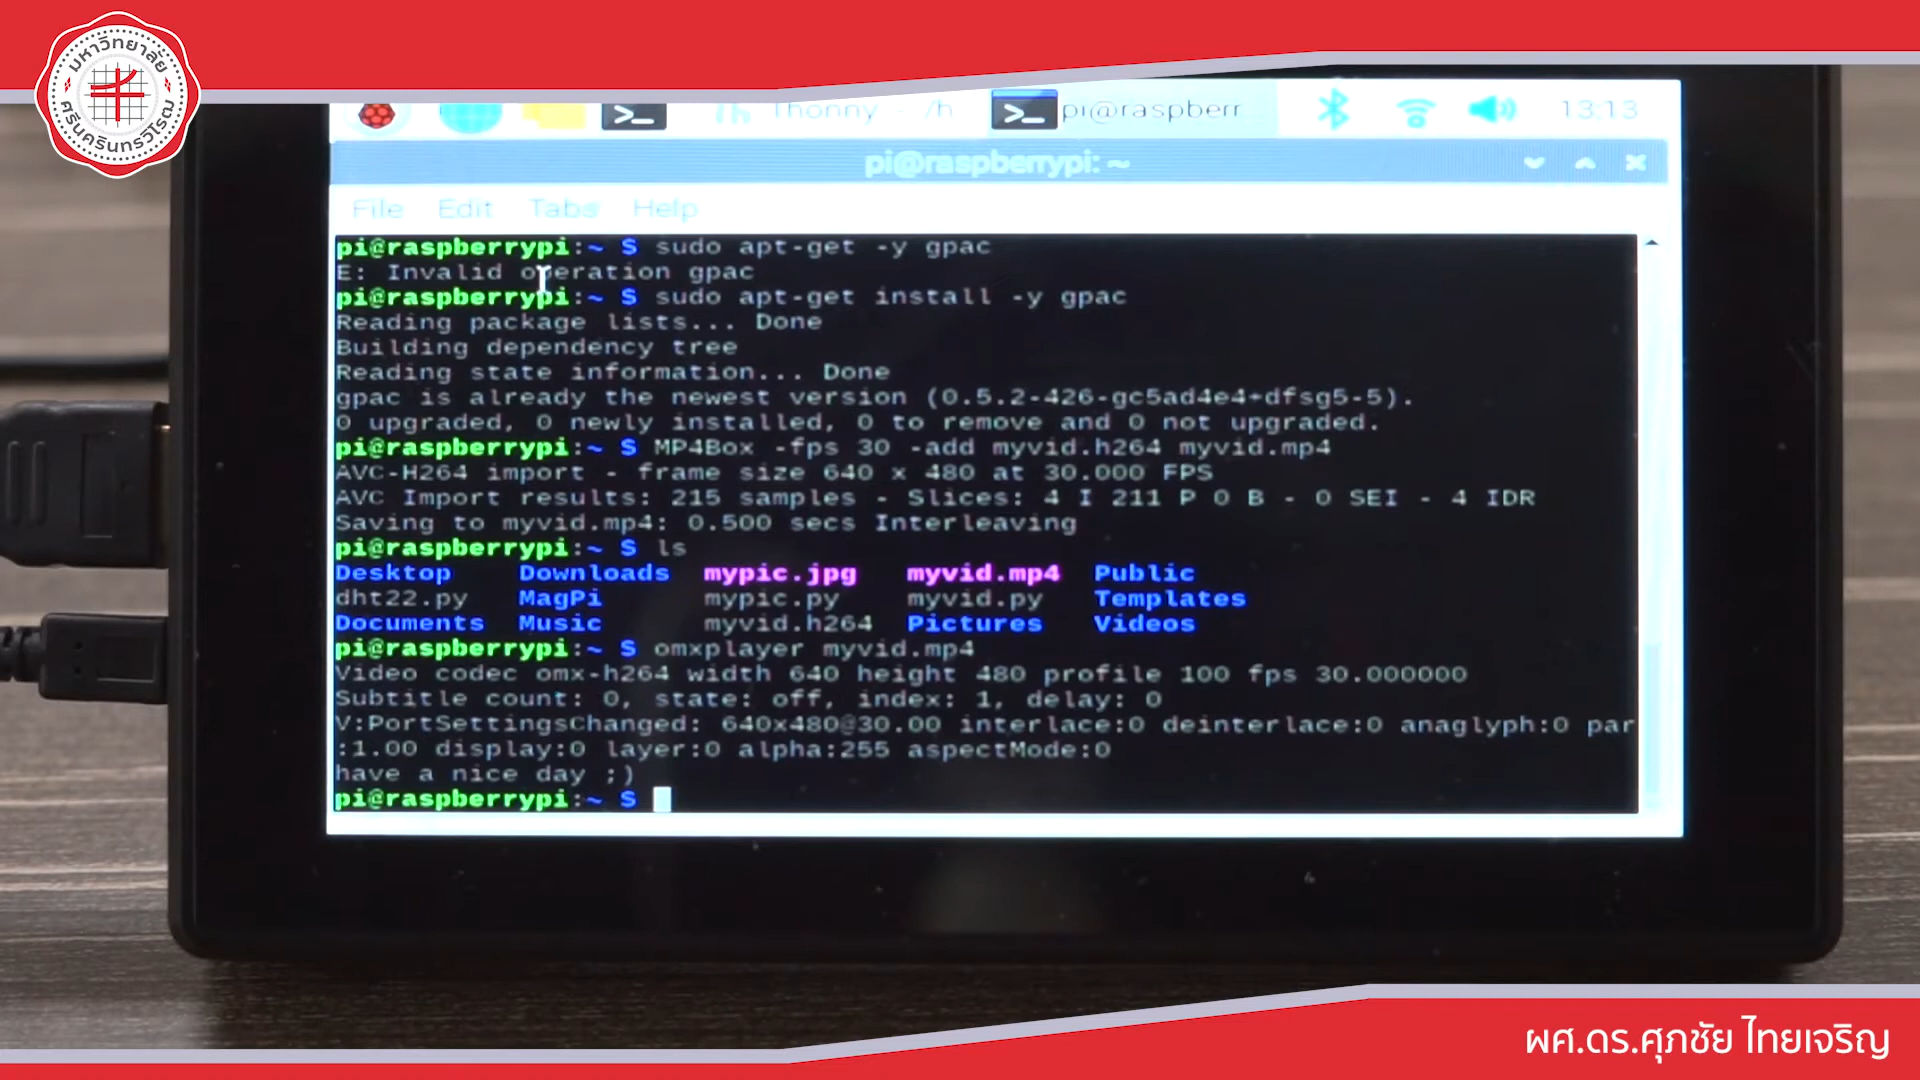 มหาวิทยาลัย
ศรีนครินทรวิโรฒ
Thonny - /h
pi@raspberr...
13:13
pi@raspberrypi: ~
File Edit Tabs Help
pi@raspberrypi:~ $ sudo apt-get -y gpac
E: Invalid operation gpac
pi@raspberrypi:~ $ sudo apt-get install -y gpac
Reading package lists... Done
Building dependency tree
Reading state information... Done
gpac is already the newest version (0.5.2-426-gc5ad4e4+dfsg5-5).
0 upgraded, 0 newly installed, 0 to remove and 0 not upgraded.
pi@raspberrypi:~ $ MP4Box -fps 30 -add myvid.h264 myvid.mp4
AVC-H264 import - frame size 640 x 480 at 30.000 FPS
AVC Import results: 215 samples - Slices: 4 I 211 P 0 B - 0 SEI - 4 IDR
Saving to myvid.mp4: 0.500 secs Interleaving
pi@raspberrypi:~ $ ls
Desktop Downloads mypic.jpg myvid.mp4 Public
dht22.py MagPi mypic.py myvid.py Templates
Documents Music myvid.h264 Pictures Videos
pi@raspberrypi:~ $ omxplayer myvid.mp4
Video codec omx-h264 width 640 height 480 profile 100 fps 30.000000
Subtitle count: 0, state: off, index: 1, delay: 0
V:PortSettingsChanged: 640x480@30.00 interlace:0 deinterlace:0 anaglyph:0 par
:1.00 display:0 layer:0 alpha:255 aspectMode:0
have a nice day ;)
pi@raspberrypi:~ $
ผศ.ดร.ศุภชัย ไทยเจริญ